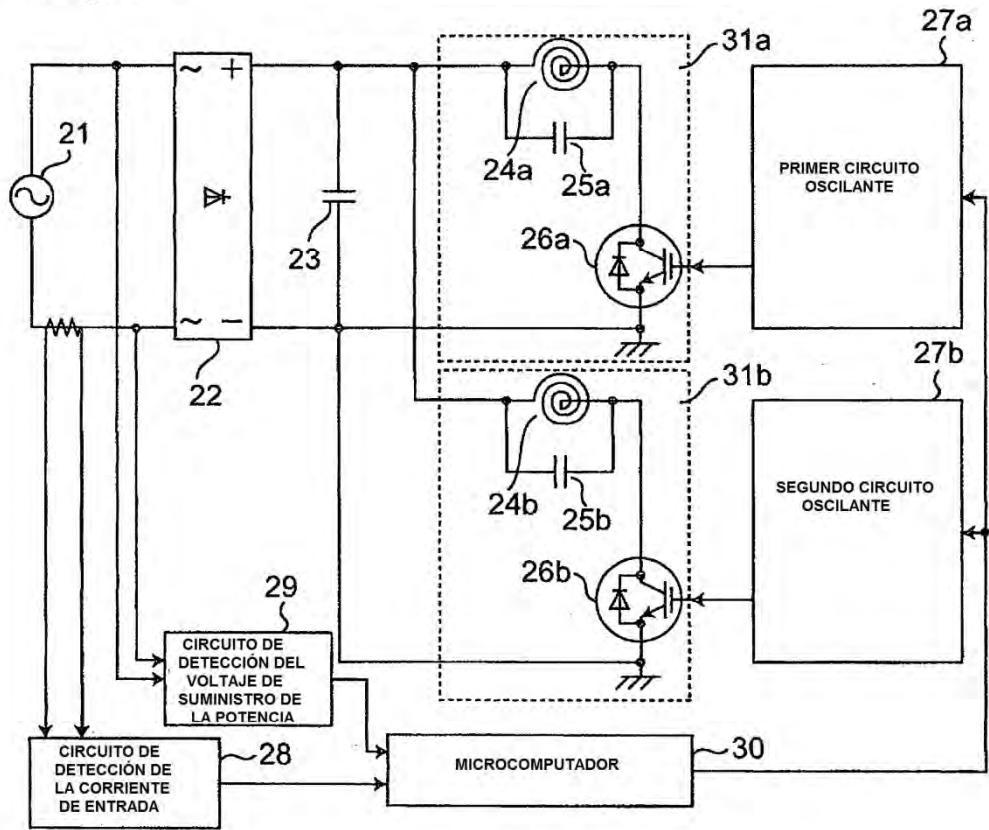 27a
31a
21
24a
25a
PRIMER CIRCUITO
OSCILANTE
26a
23
22
27b
31b
24b
25b
SEGUNDO CIRCUITO
OSCILANTE
26b
29
CIRCUITO DE
DETECCIÓN DEL
VOLTAJE DE
SUMINISTRO DE
LA POTENCIA
CIRCUITO DE
DETECCIÓN DE
LA CORRIENTE
DE ENTRADA
28
MICROCOMPUTADOR
30